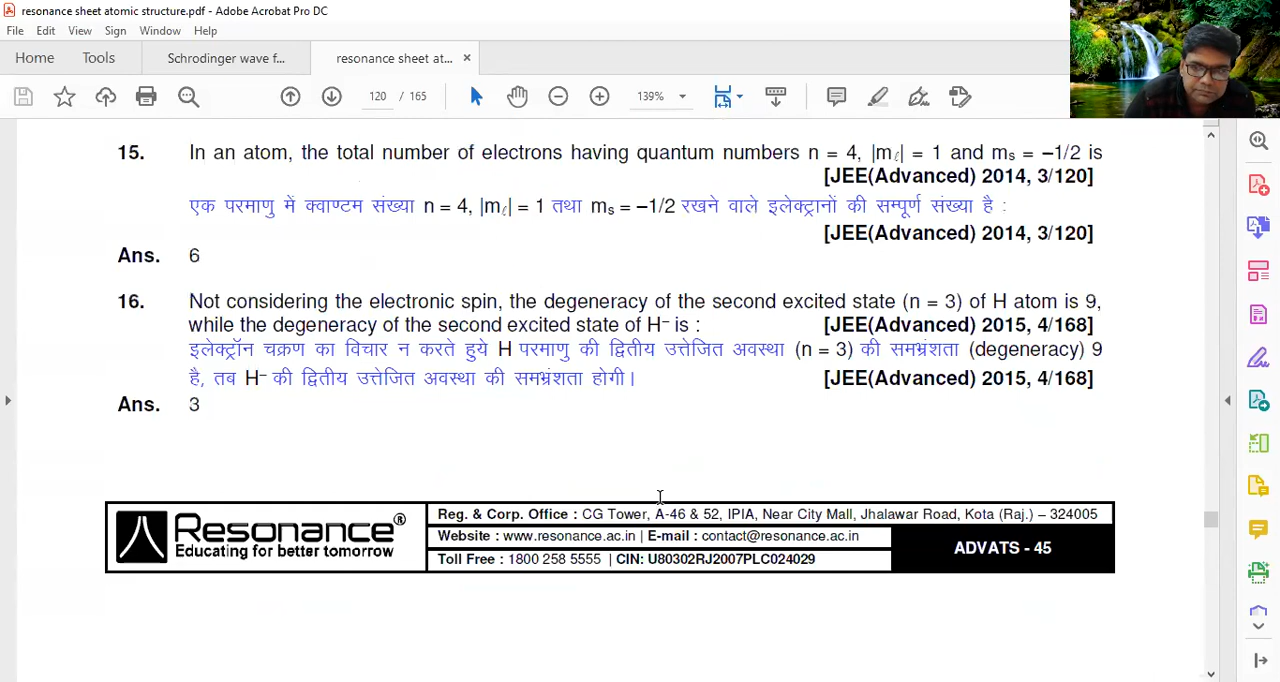 resonance sheet atomic structure.pdf - Adobe Acrobat Pro DC
File Edit View Sign Window Help
Home Tools Schrodinger wave f... resonance sheet at... ×
120 / 165 139%
15. In an atom, the total number of electrons having quantum numbers n = 4, |mℓ| = 1 and ms = –1/2 is
[JEE(Advanced) 2014, 3/120]
एक परमाणु में क्वाण्टम संख्या n = 4, |mℓ| = 1 तथा ms = –1/2 रखने वाले इलेक्ट्रानों की सम्पूर्ण संख्या है :
[JEE(Advanced) 2014, 3/120]
Ans. 6
16. Not considering the electronic spin, the degeneracy of the second excited state (n = 3) of H atom is 9,
while the degeneracy of the second excited state of H– is : [JEE(Advanced) 2015, 4/168]
इलेक्ट्रॉन चक्रण का विचार न करते हुये H परमाणु की द्वितीय उत्तेजित अवस्था (n = 3) की समभ्रंशता (degeneracy) 9
है, तब H– की द्वितीय उत्तेजित अवस्था की समभ्रंशता होगी। [JEE(Advanced) 2015, 4/168]
Ans. 3
Resonance®
Educating for better tomorrow
Reg. & Corp. Office : CG Tower, A-46 & 52, IPIA, Near City Mall, Jhalawar Road, Kota (Raj.) – 324005
Website : www.resonance.ac.in | E-mail : contact@resonance.ac.in
Toll Free : 1800 258 5555 | CIN: U80302RJ2007PLC024029
ADVATS - 45